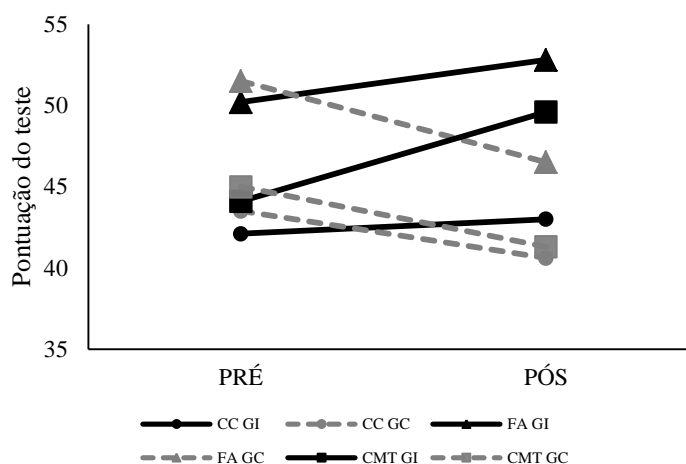 55
50
45
40
35
Pontuação do teste
PRÉ PÓS
CC GI CC GC FA GI
FA GC CMT GI CMT GC